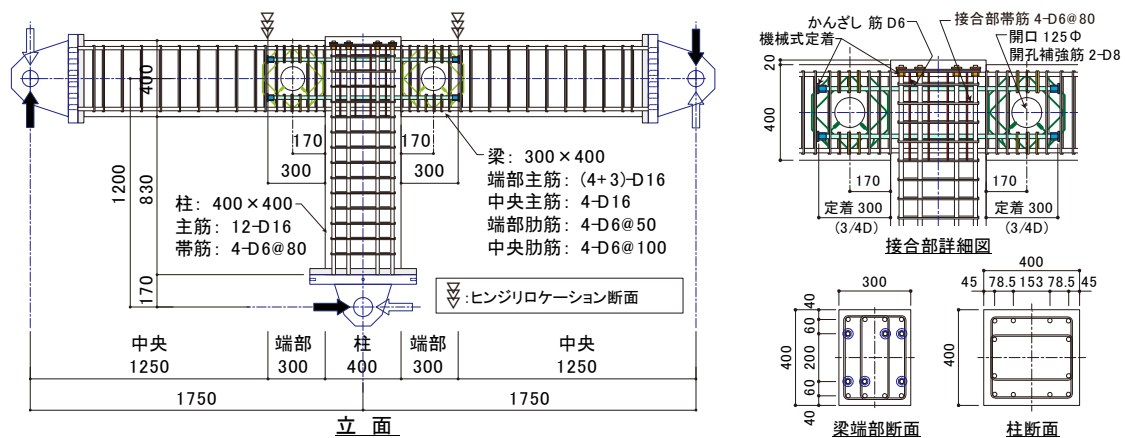 400
1200
830
170
170
170
300
300
柱： 400×400
主筋： 12-D16
帯筋： 4-D6@80
梁： 300×400
端部主筋： (4+3)-D16
中央主筋： 4-D16
端部肋筋： 4-D6@50
中央肋筋： 4-D6@100
：ヒンジリロケーション断面
中央 端部 柱 端部 中央
1250 300 400 300 1250
1750 1750
立 面
かんざし 筋 D6
接合部帯筋 4-D6@80
機械式定着
開口 125Φ
開孔補強筋 2-D8
20
400
170 170
定着 300 定着 300
(3/4D) (3/4D)
接合部詳細図
300
40
60
200
60
40
400
梁端部断面
400
45 78.5 153 78.5 45
400
柱断面